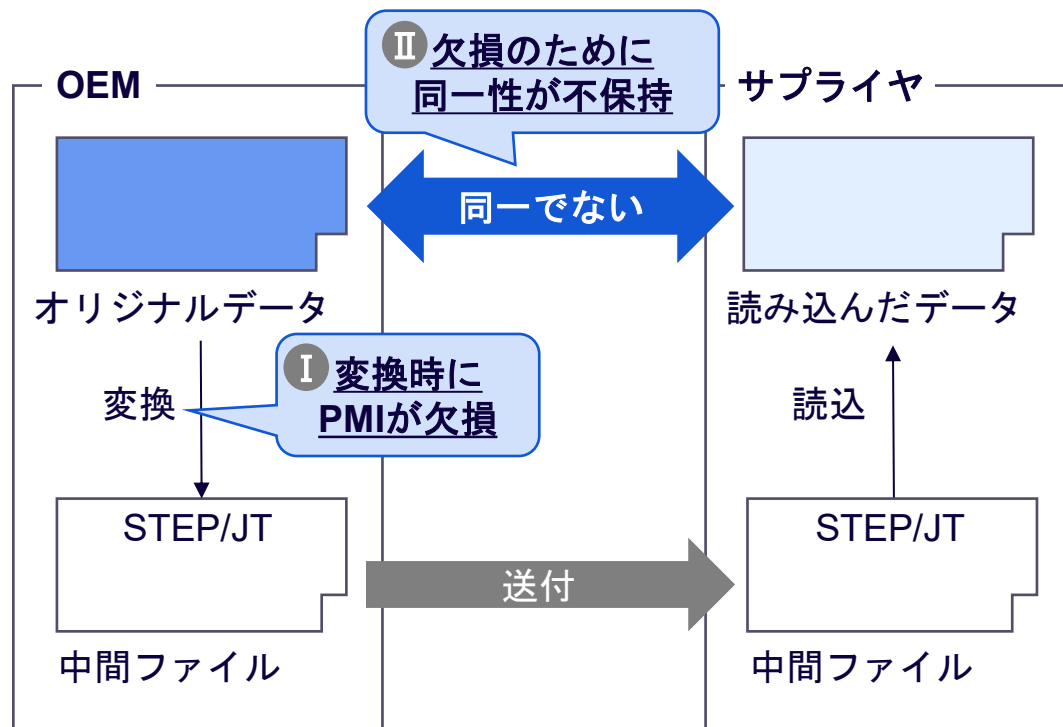 Ⅱ 欠損のために
同一性が不保持
OEM
サプライヤ
同一でない
オリジナルデータ
読み込んだデータ
Ⅰ 変換時に
PMIが欠損
変換
読込
STEP/JT
STEP/JT
送付
中間ファイル
中間ファイル